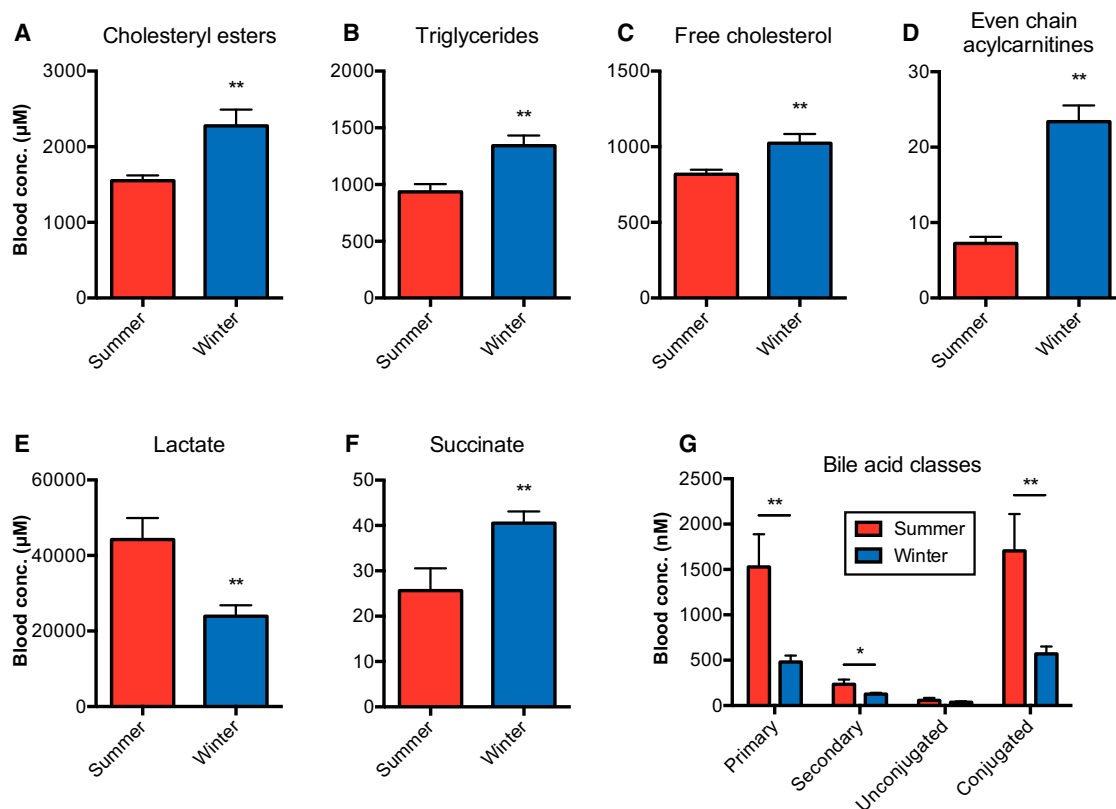 A Cholesteryl esters
Blood conc. (µM)
3000
2000
1000
0
**
Summer
Winter
B Triglycerides
2000
1500
1000
500
0
**
Summer
Winter
C Free cholesterol
1500
1000
500
0
**
Summer
Winter
D Even chain
acylcarnitines
30
20
10
0
**
Summer
Winter
E Lactate
Blood conc. (µM)
60000
40000
20000
0
**
Summer
Winter
F Succinate
50
40
30
20
10
0
**
Summer
Winter
G Bile acid classes
Blood conc. (nM)
2500
2000
1500
1000
500
0
**
*
**
Summer
Winter
Primary
Secondary
Unconjugated
Conjugated